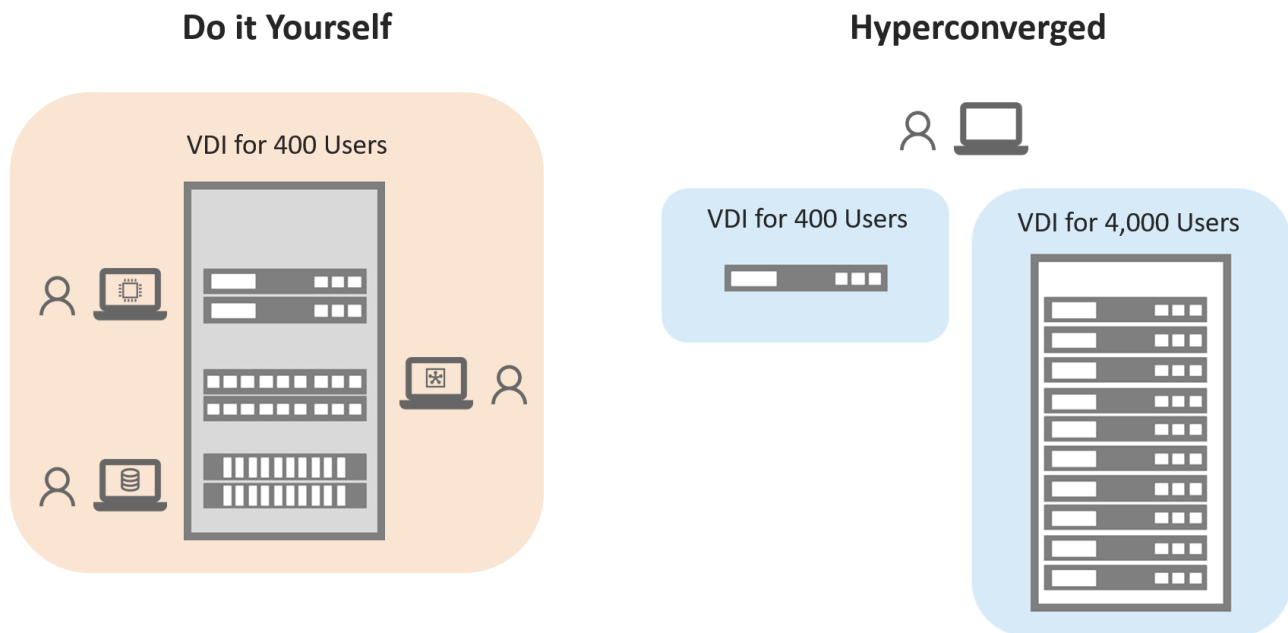 Do it Yourself
Hyperconverged
VDI for 400 Users
VDI for 400 Users
VDI for 4,000 Users